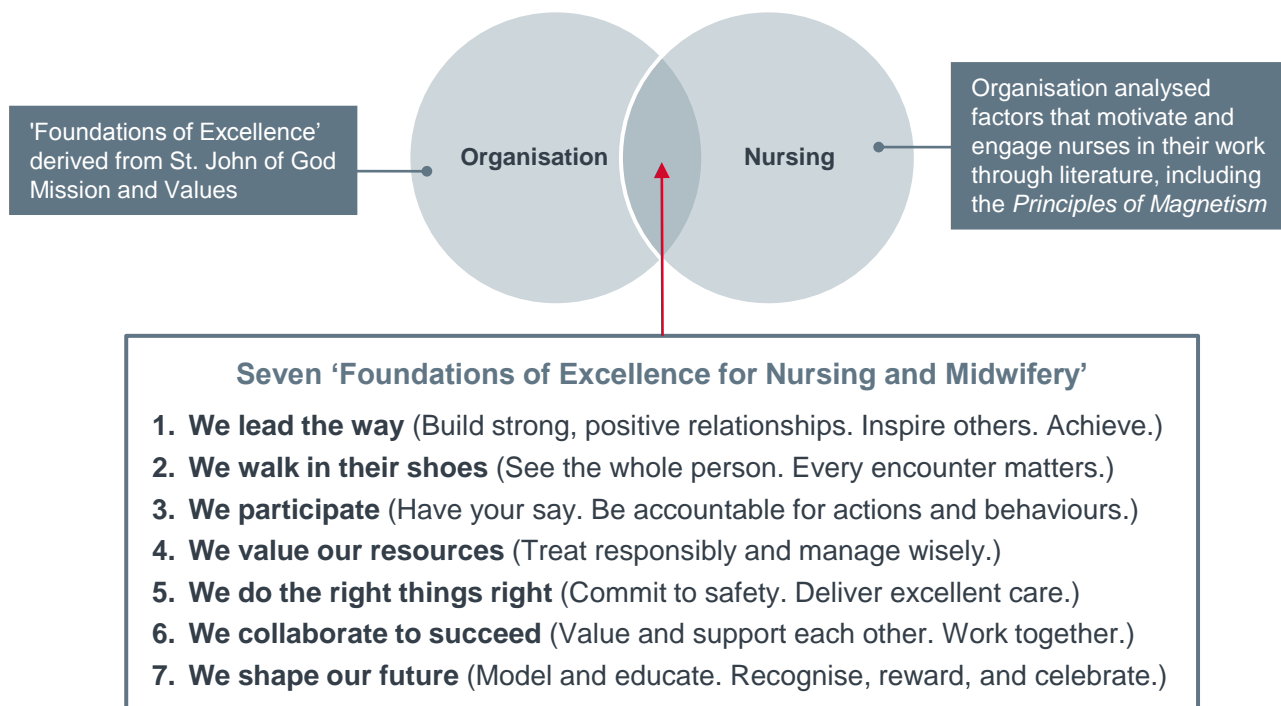 'Foundations of Excellence’
derived from St. John of God
Mission and Values
Organisation
Nursing
Organisation analysed
factors that motivate and
engage nurses in their work
through literature, including
the Principles of Magnetism
Seven ‘Foundations of Excellence for Nursing and Midwifery’
1. We lead the way (Build strong, positive relationships. Inspire others. Achieve.)
2. We walk in their shoes (See the whole person. Every encounter matters.)
3. We participate (Have your say. Be accountable for actions and behaviours.)
4. We value our resources (Treat responsibly and manage wisely.)
5. We do the right things right (Commit to safety. Deliver excellent care.)
6. We collaborate to succeed (Value and support each other. Work together.)
7. We shape our future (Model and educate. Recognise, reward, and celebrate.)